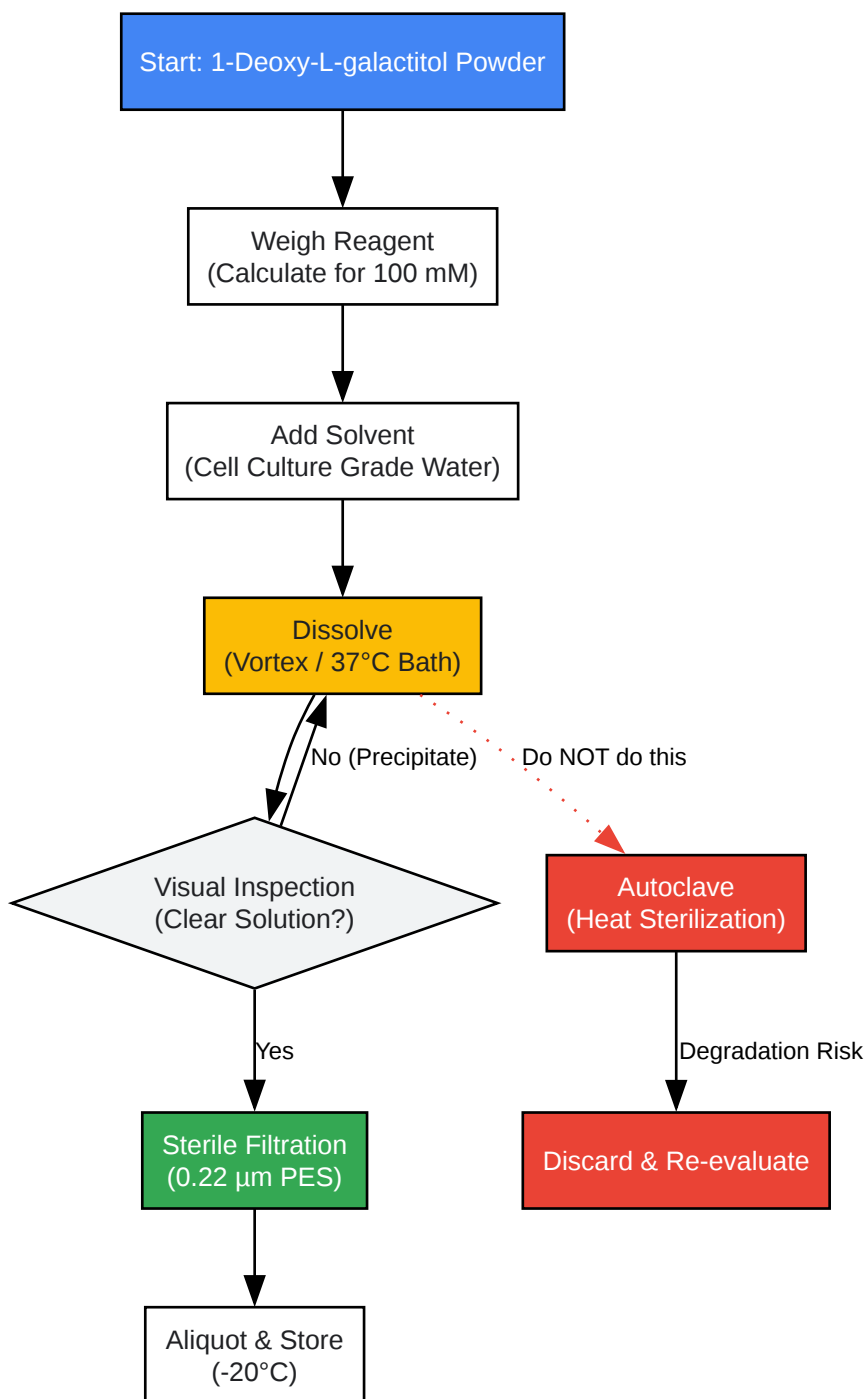 Start: 1-Deoxy-L-galactitol Powder
Weigh Reagent
(Calculate for 100 mM)
Add Solvent
(Cell Culture Grade Water)
Dissolve
(Vortex / 37°C Bath)
No (Precipitate)
Do NOT do this
Visual Inspection
(Clear Solution?)
Autoclave
(Heat Sterilization)
Yes
Degradation Risk
Sterile Filtration
(0.22 µm PES)
Discard & Re-evaluate
Aliquot & Store
(-20°C)